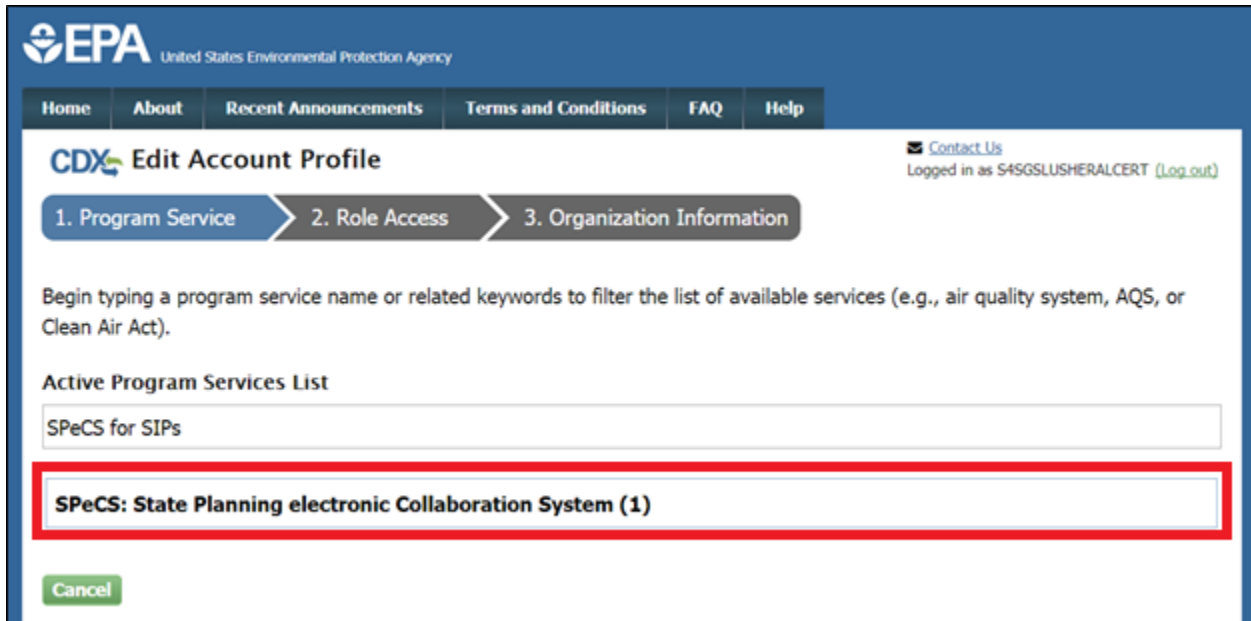 EPA United States Environmental Protection Agency
Home About Recent Announcements Terms and Conditions FAQ Help
CDX Edit Account Profile
Contact Us
Logged in as S4SGSLUSHERALCERT (Log out)
1. Program Service 2. Role Access 3. Organization Information
Begin typing a program service name or related keywords to filter the list of available services (e.g., air quality system, AQS, or
Clean Air Act).
Active Program Services List
SPeCS for SIPs
SPeCS: State Planning electronic Collaboration System (1)
Cancel